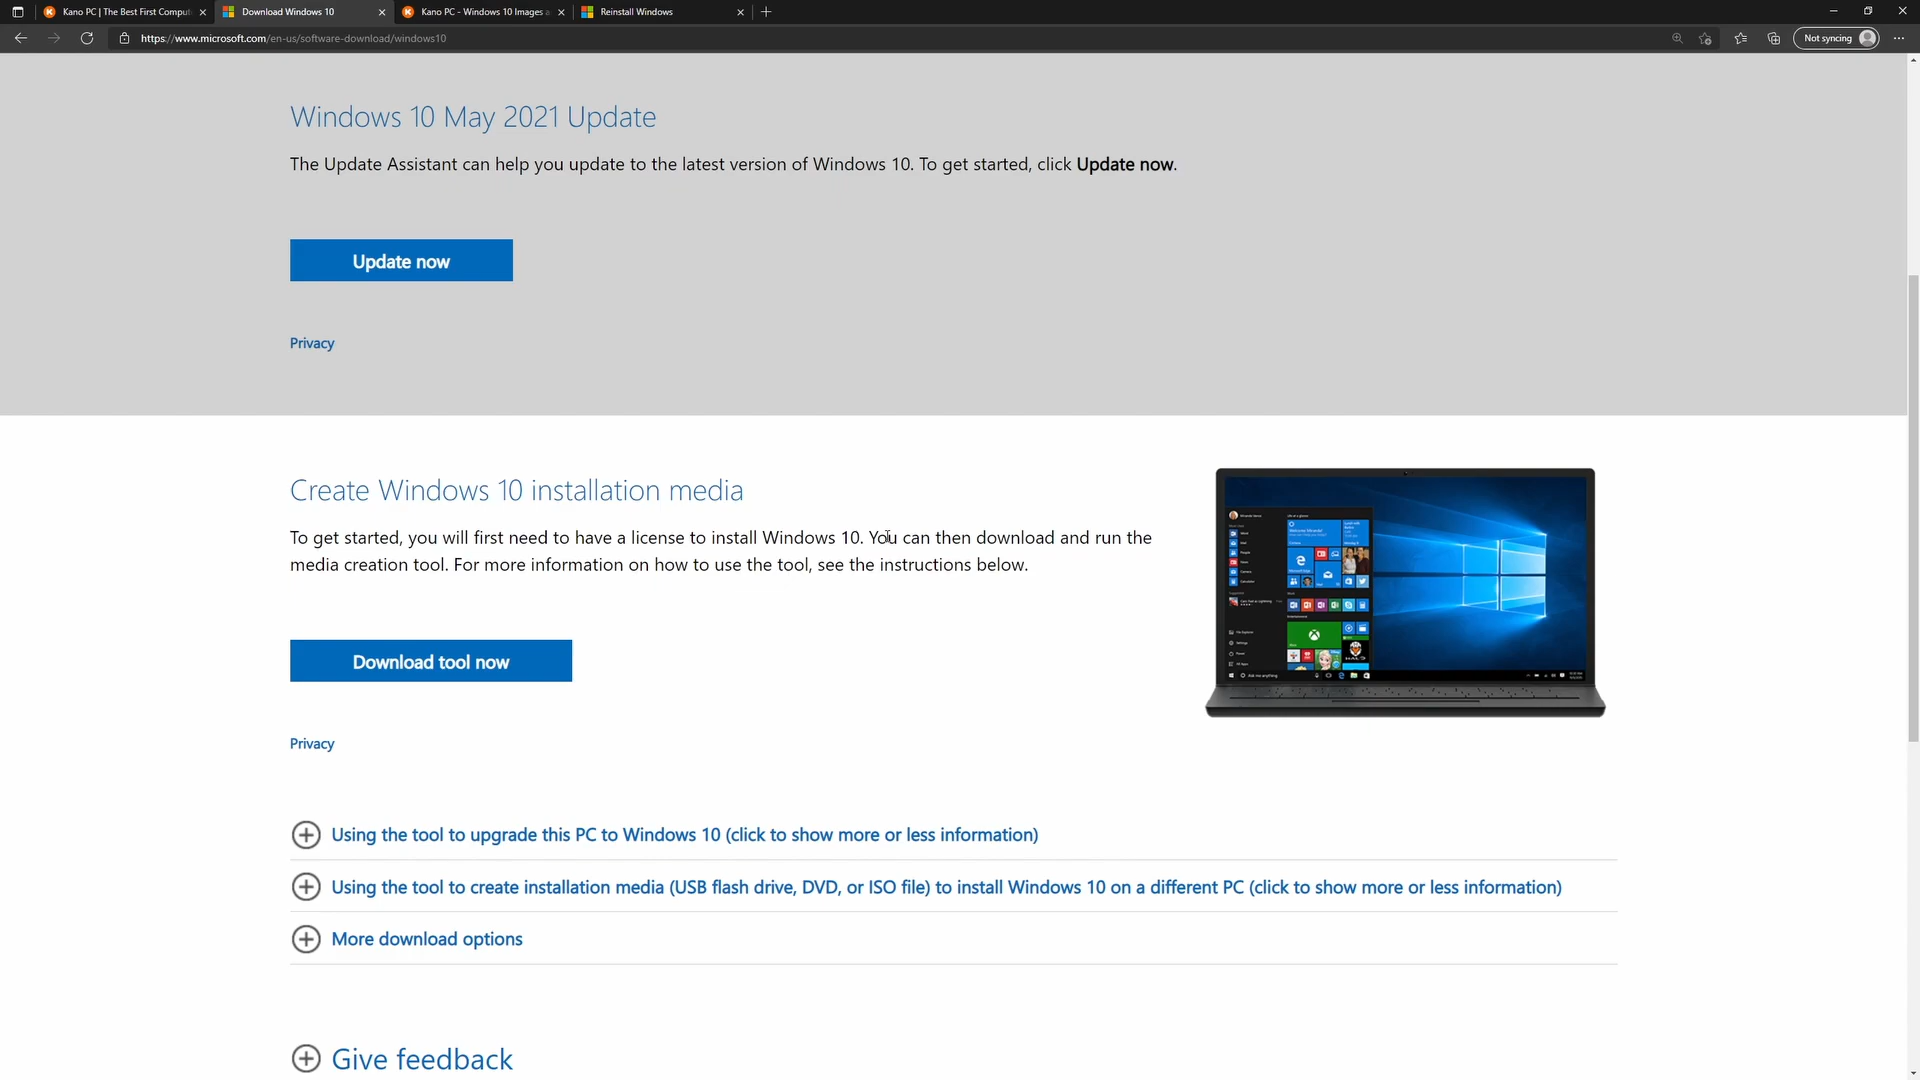 Kano PC | The Best First Comput
Download Windows 10
Kano PC - Windows 10 Images a
Reinstall Windows
https://www.microsoft.com/en-us/software-download/windows10
Not syncing
Windows 10 May 2021 Update
The Update Assistant can help you update to the latest version of Windows 10. To get started, click Update now.
Update now
Privacy
Create Windows 10 installation media
To get started, you will first need to have a license to install Windows 10. You can then download and run the
media creation tool. For more information on how to use the tool, see the instructions below.
Download tool now
Privacy
Using the tool to upgrade this PC to Windows 10 (click to show more or less information)
Using the tool to create installation media (USB flash drive, DVD, or ISO file) to install Windows 10 on a different PC (click to show more or less information)
More download options
Give feedback